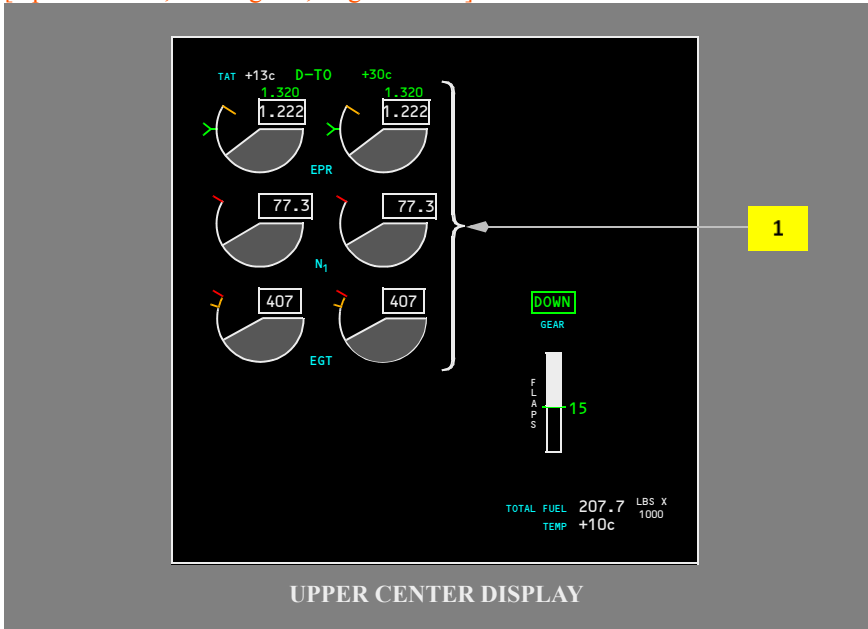 TAT +13c D-TO +30c
1.320 1.320
1.222 1.222
EPR
77.3 77.3
N1
407 407
EGT
1
DOWN
GEAR
FLAPS
15
TOTAL FUEL 207.7 LBS X
1000
TEMP +10c
UPPER CENTER DISPLAY